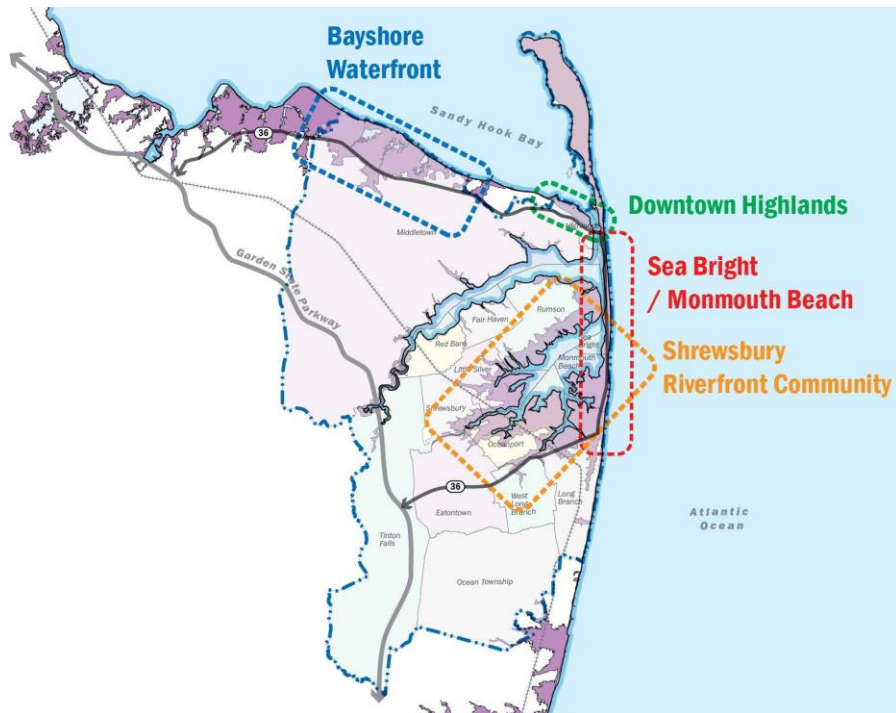 Bayshore
Waterfront
Sandy Hook Bay
36
Downtown Highlands
Middletown
Sea Bright
/ Monmouth Beach
Garden State
Parkway
Rumson
Fair Haven
Red Bank
Shrewsbury
Riverfront Community
Monmouth
Beach
Little Silver
Shrewsbury
Oceanport
36
West
Long
Branch
Long
Branch
Eatontown
Atlantic
Ocean
Tinton
Falls
Ocean Township